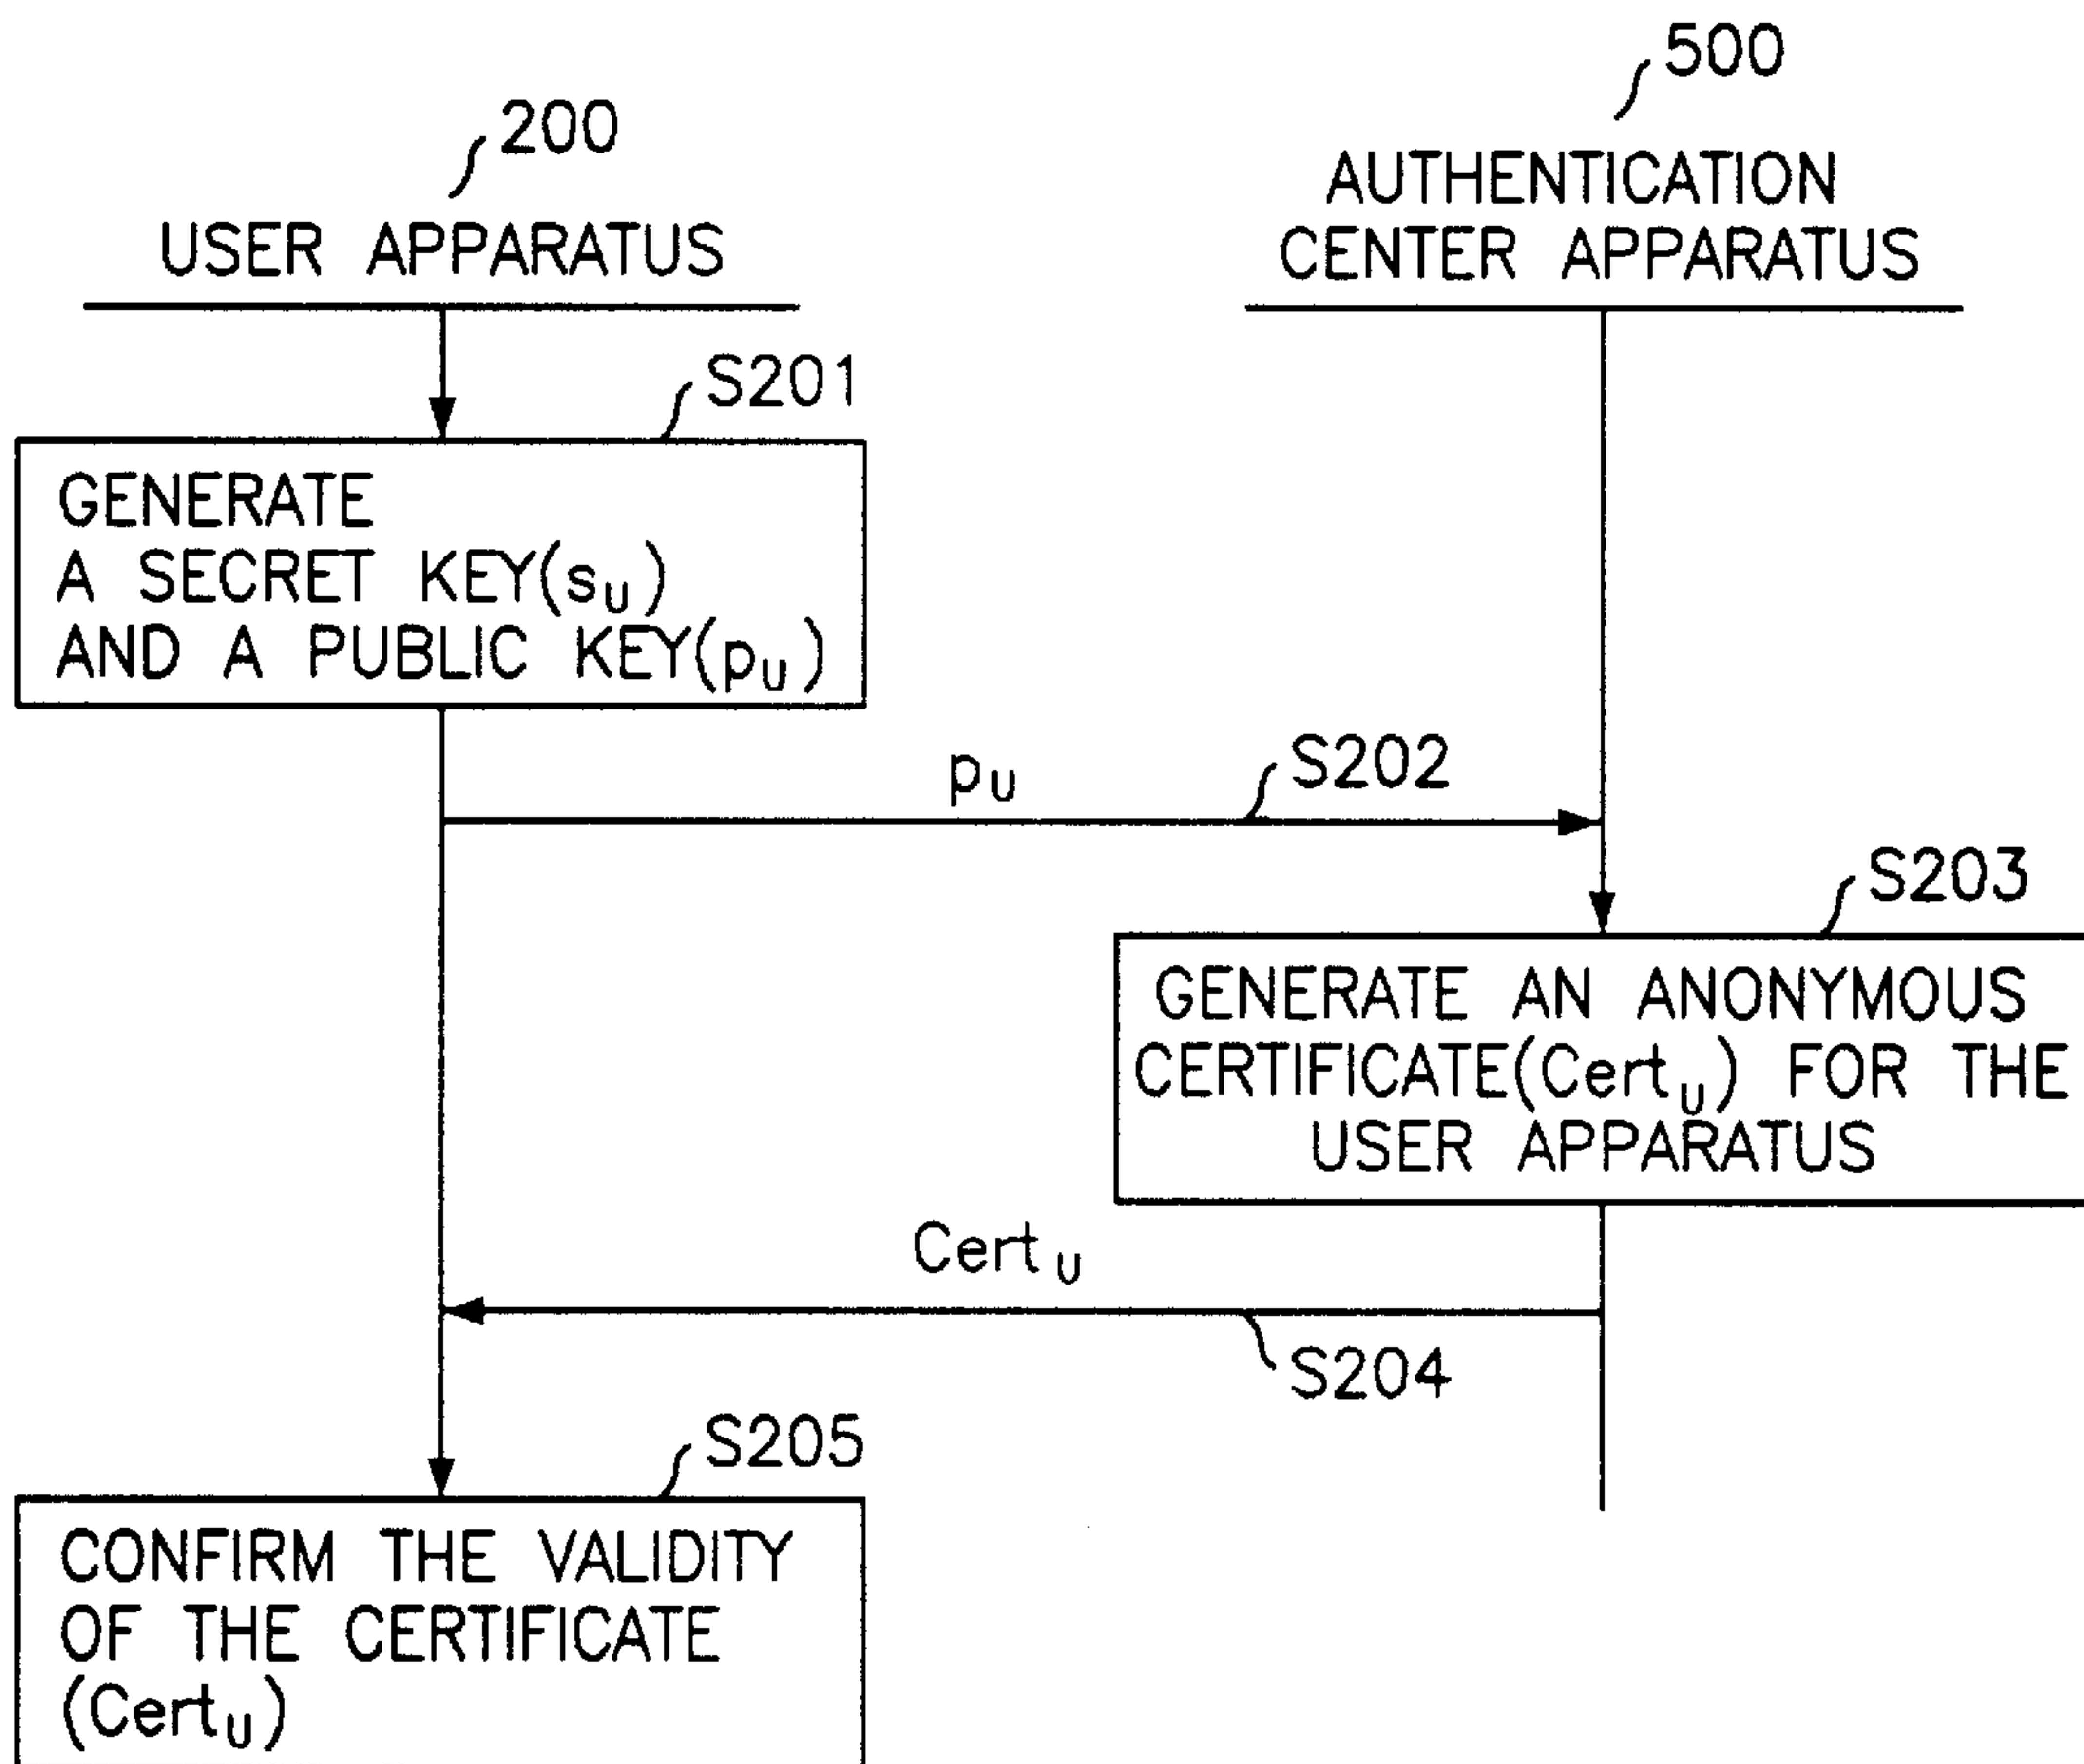 500
200
AUTHENTICATION
CENTER APPARATUS
USER APPARATUS
S201
GENERATE
A SECRET KEY(sU)
AND A PUBLIC KEY(pU)
pU
S202
S203
GENERATE AN ANONYMOUS
CERTIFICATE(CertU) FOR THE
USER APPARATUS
CertU
S204
S205
CONFIRM THE VALIDITY
OF THE CERTIFICATE
(CertU)